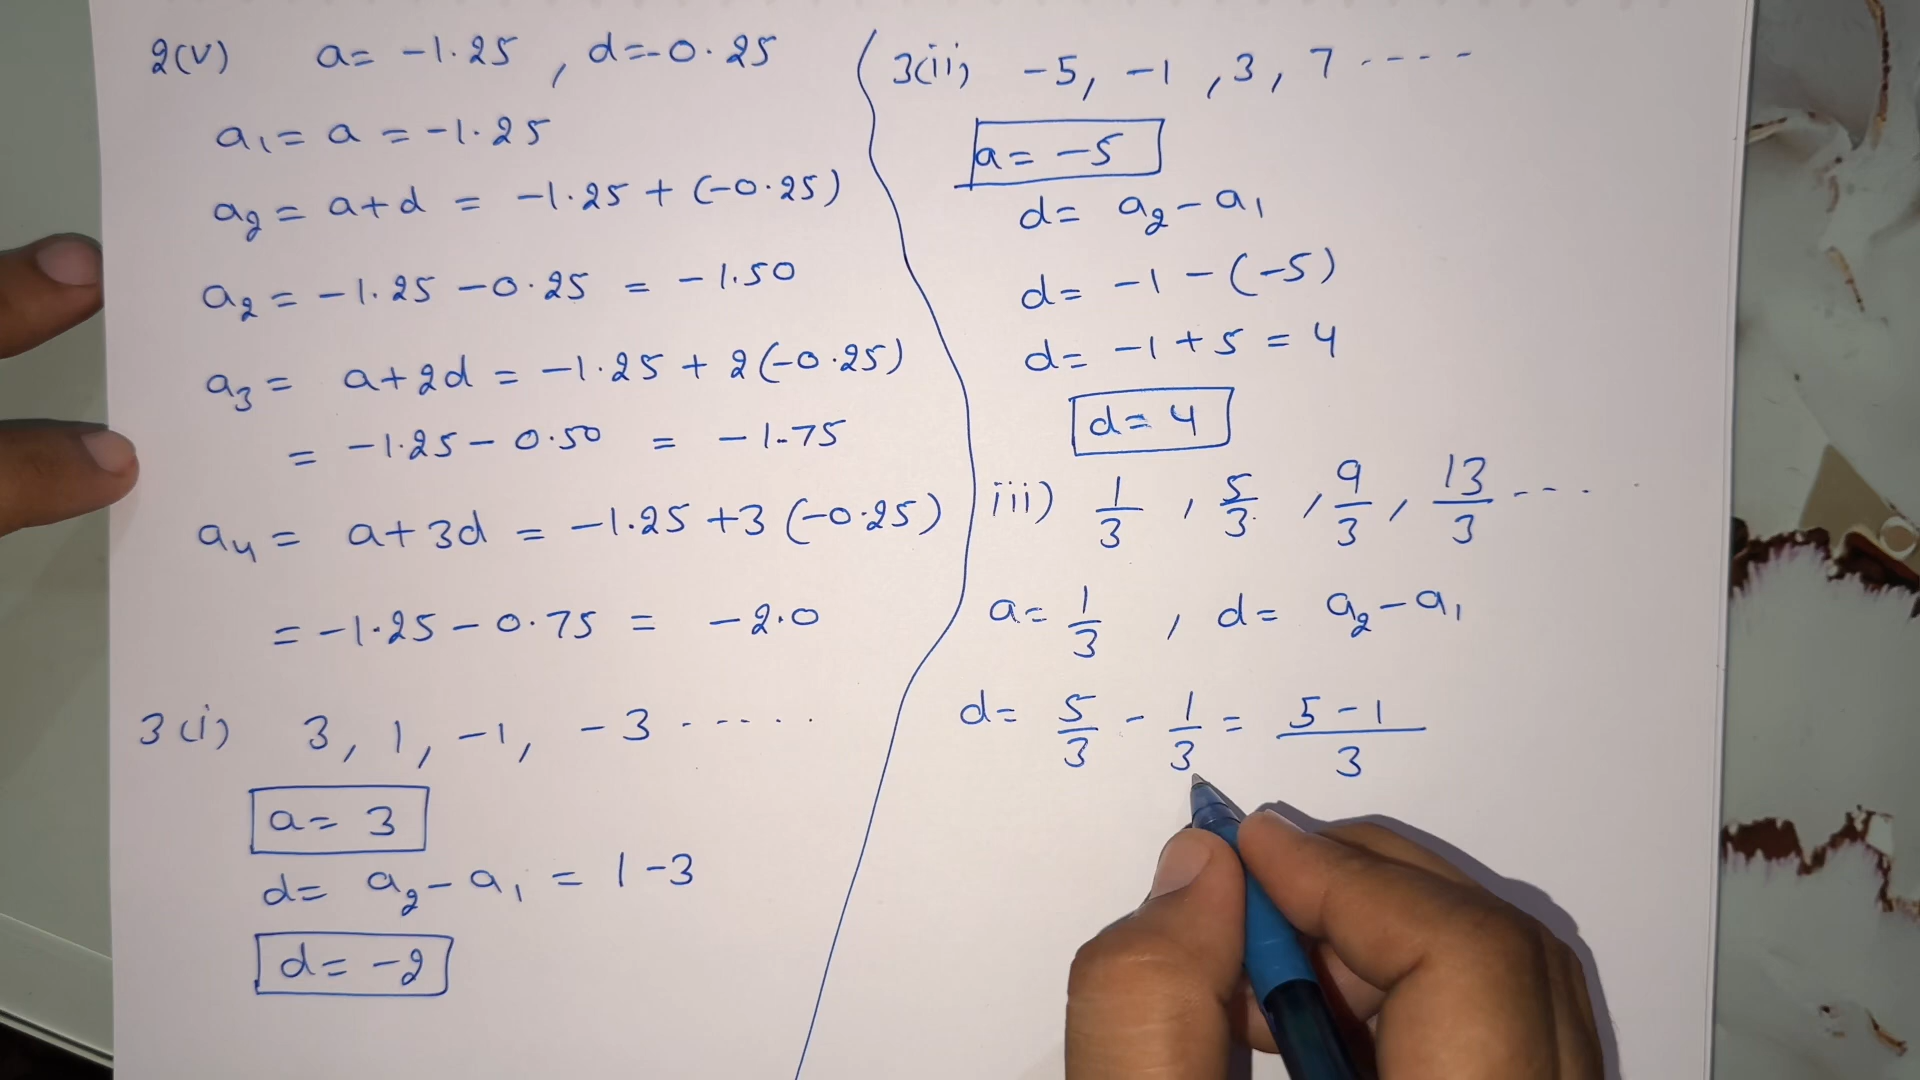 2(v) a = -1.25 , d = -0.25
a₁ = a = -1.25
a₂ = a+d = -1.25 + (-0.25)
a₂ = -1.25 -0.25 = -1.50
a₃ = a+2d = -1.25 + 2(-0.25)
= -1.25 - 0.50 = -1.75
a₄ = a+3d = -1.25 +3 (-0.25)
= -1.25 - 0.75 = -2.0
3(i) 3, 1, -1, -3 .....
a = 3
d = a₂ - a₁ = 1-3
d = -2
3(ii) -5, -1 , 3, 7 ----
a = -5
d = a₂ - a₁
d = -1 - (-5)
d = -1 + 5 = 4
d = 4
iii) 1/3 , 5/3 , 9/3 , 13/3 ----
a = 1/3 , d = a₂ - a₁
d = 5/3 - 1/3 = 5-1/3